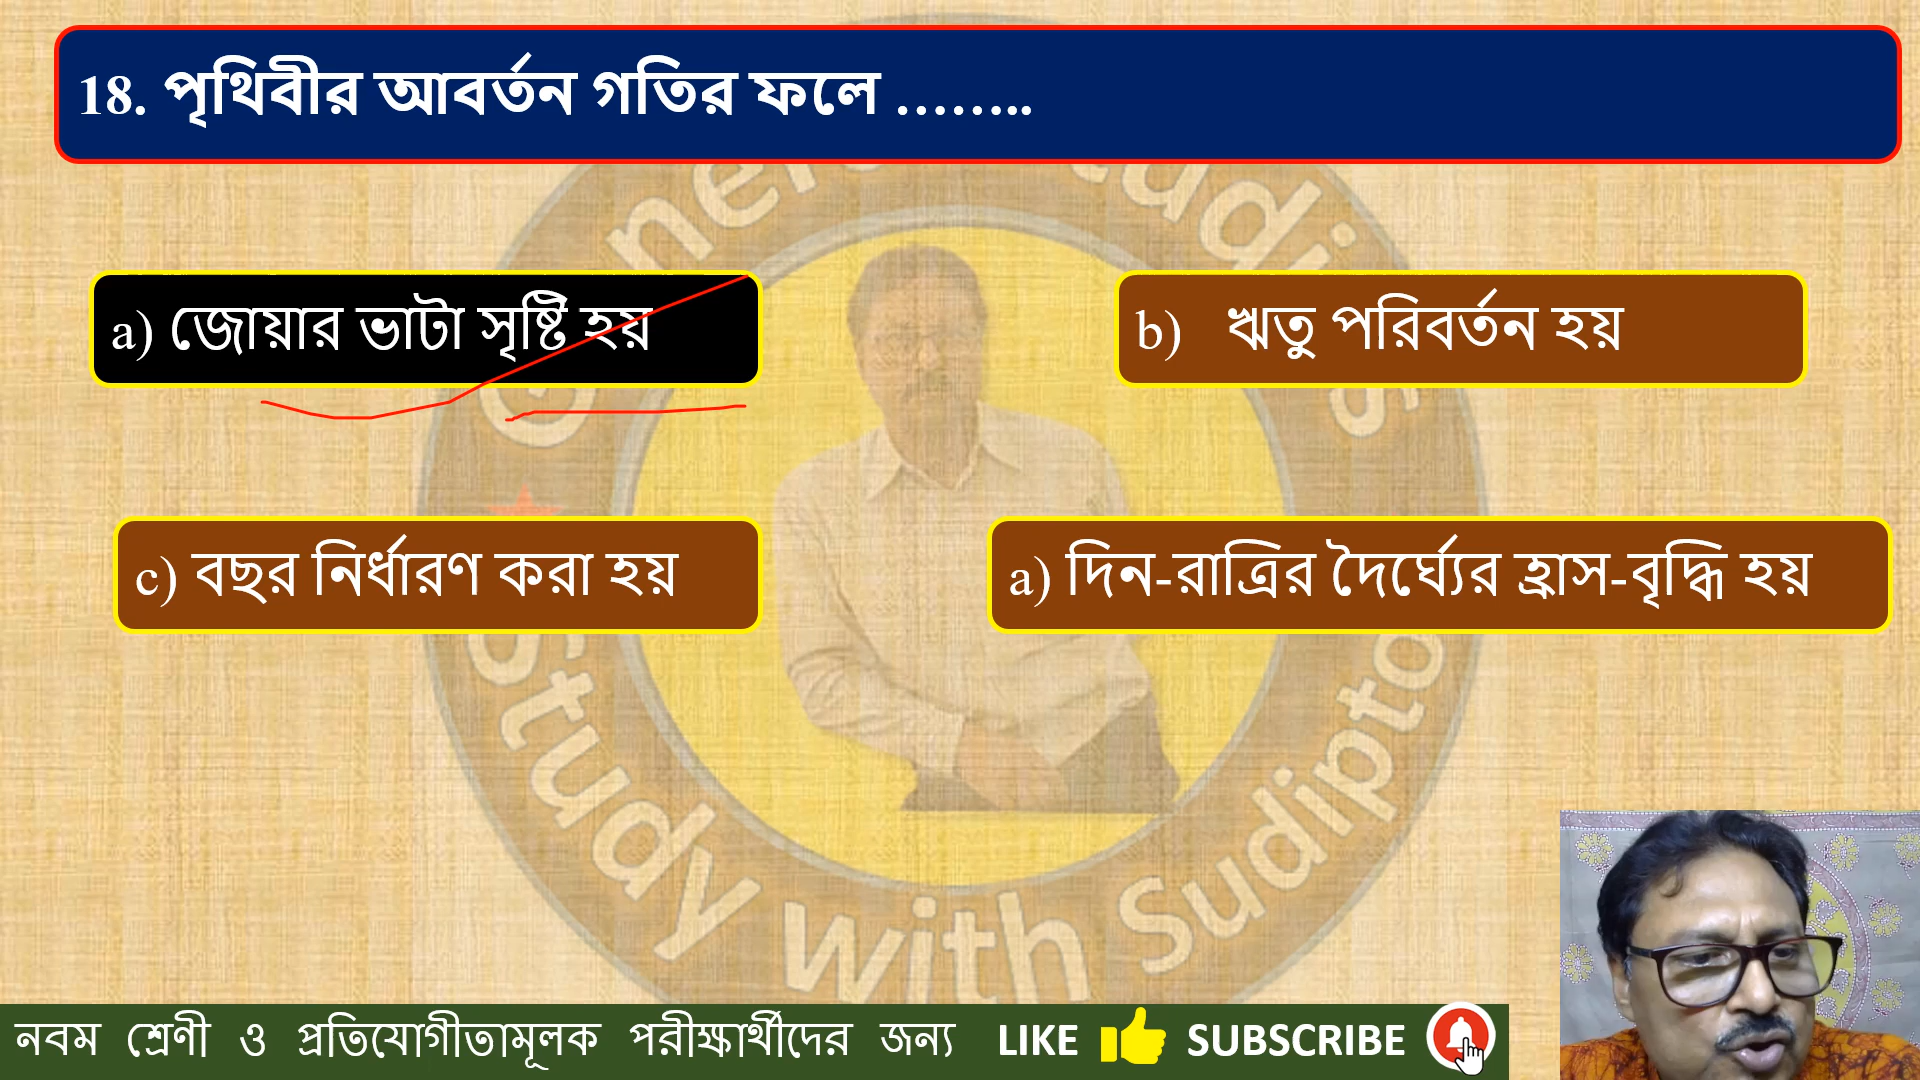 18. পৃথিবীর আবর্তন গতির ফলে ……..
a) জোয়ার ভাটা সৃষ্টি হয়
b) ঋতু পরিবর্তন হয়
c) বছর নির্ধারণ করা হয়
a) দিন-রাত্রির দৈর্ঘ্যের হ্রাস-বৃদ্ধি হয়
Study with Sudipto
নবম শ্রেণী ও প্রতিযোগীতামূলক পরীক্ষার্থীদের জন্য LIKE SUBSCRIBE